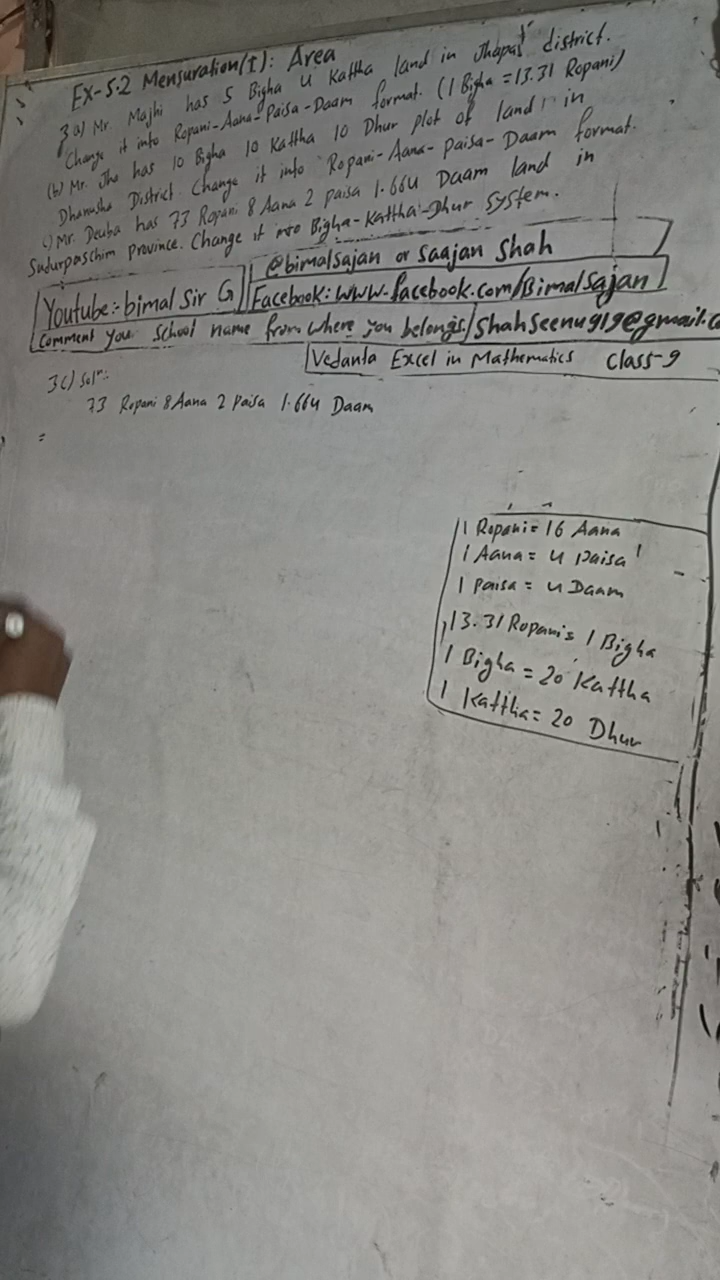 Ex-5.2 Mensuration(I): Area
3 a) Mr. Majhi has 5 Bigha 4 Kattha land in Jhapa district.
Change it into Ropani-Aana-Paisa-Daam format. (1 Bigha = 13.31 Ropani)
(b) Mr. Jha has 10 Bigha 10 Kattha 10 Dhur plot of land in
Dhanusha District. Change it into Ropani-Aana-Paisa-Daam format.
c) Mr. Deuba has 73 Ropani 8 Aana 2 paisa 1.664 Daam land in
Sudurpaschim province. Change it into Bigha-Kattha-Dhur system.
@bimalsajan or Saajan Shah
Youtube:- bimal Sir G
Facebook: www.facebook.com/Bimalsajan
Comment your School name from where you belongs/shahseenu919@gmail.c
Vedanta Excel in Mathematics Class-9
3c) Solⁿ:
73 Ropani 8 Aana 2 Paisa 1.664 Daam
=
1 Ropani = 16 Aana
1 Aana = 4 paisa
1 paisa = 4 Daam
13.31 Ropani = 1 Bigha
1 Bigha = 20 Kattha
1 Kattha = 20 Dhur